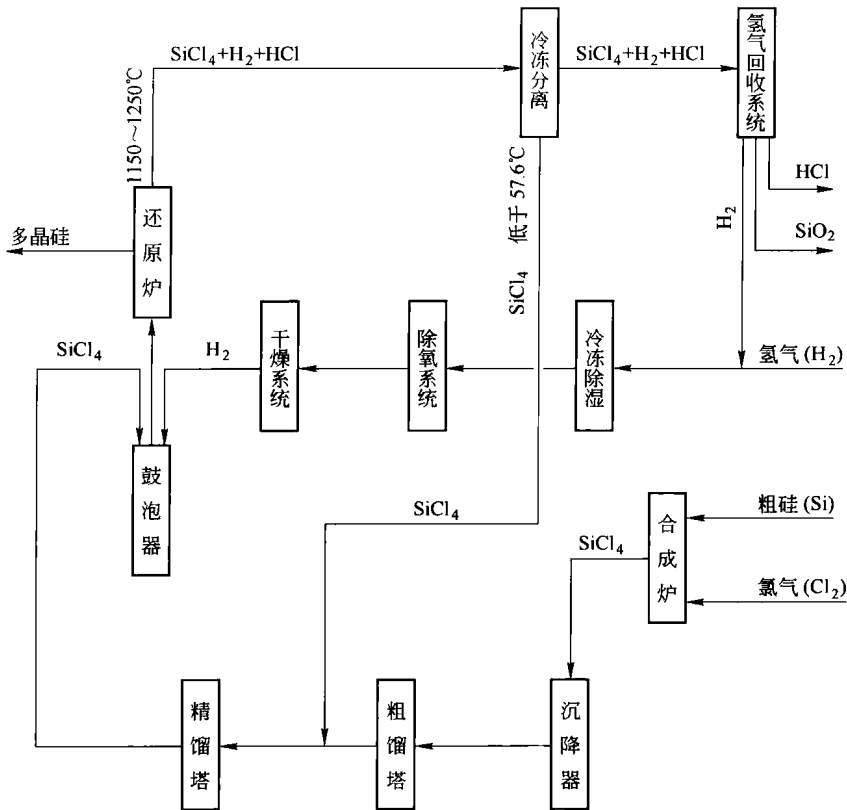 SiCl₄+H₂+HCl
冷冻分离
SiCl₄+H₂+HCl
氢气回收系统
1150～1250℃
HCl
SiO₂
H₂
多晶硅
还原炉
低于 57.6℃
SiCl₄
SiCl₄
H₂
干燥系统
除氧系统
冷冻除湿
氢气(H₂)
鼓泡器
SiCl₄
粗硅(Si)
合成炉
SiCl₄
氯气(Cl₂)
精馏塔
粗馏塔
沉降器